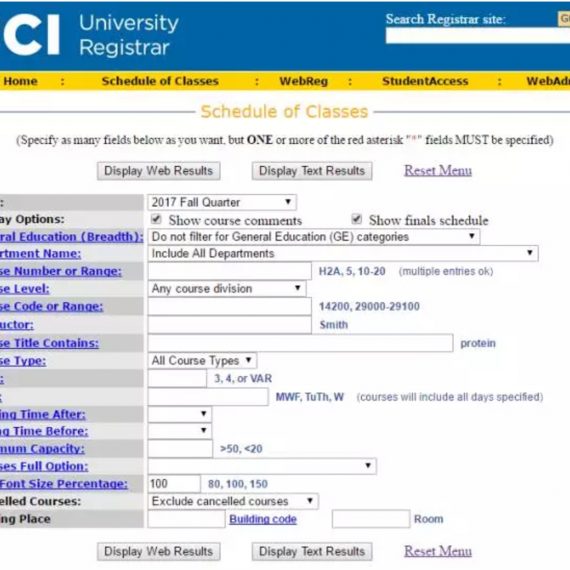 CI University
Registrar
Search Registrar site:
Home : Schedule of Classes : WebReg : StudentAccess : WebAd
Schedule of Classes
(Specify as many fields below as you want, but ONE or more of the red asterisk "*" fields MUST be specified)
Display Web Results Display Text Results Reset Menu
2017 Fall Quarter
ay Options: Show course comments Show finals schedule
ral Education (Breadth): Do not filter for General Education (GE) categories
rtment Name: Include All Departments
se Number or Range: H2A, 5, 10-20 (multiple entries ok)
se Level: Any course division
se Code or Range: 14200, 29000-29100
uctor: Smith
se Title Contains: protein
se Type: All Course Types
3, 4, or VAR
MWF, TuTh, W (courses will include all days specified)
ing Time After:
ng Time Before:
mum Capacity: >50, <20
ses Full Option:
Font Size Percentage: 100 80, 100, 150
elled Courses: Exclude cancelled courses
ing Place Building code Room
Display Web Results Display Text Results Reset Menu